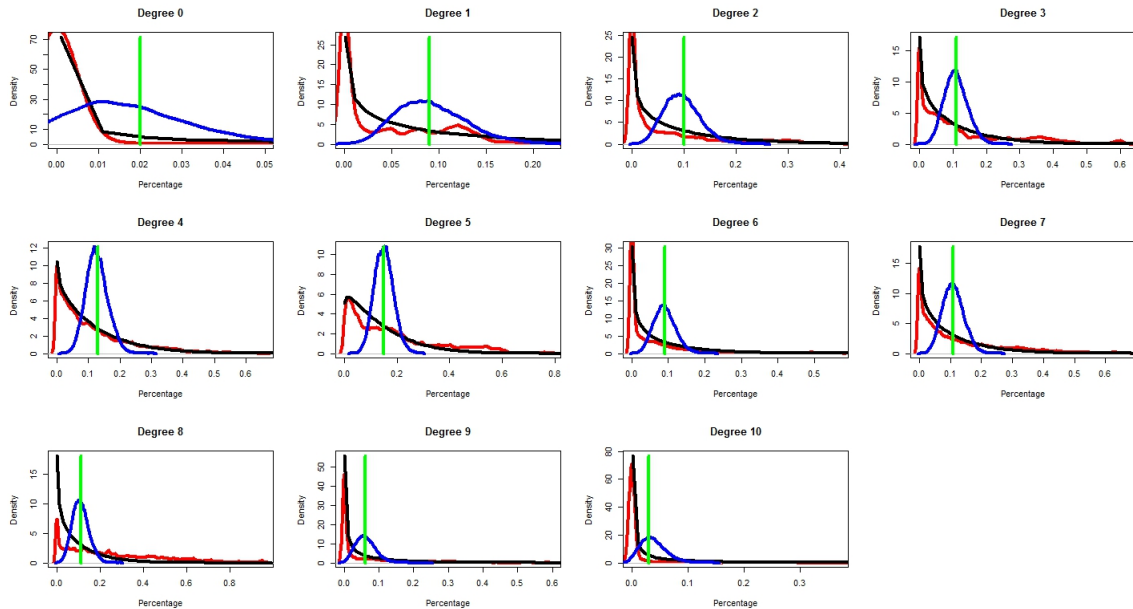 Degree 0
Density
0 10 30 50 70
0.00 0.01 0.02 0.03 0.04 0.05
Percentage
Degree 1
Density
0 5 10 15 20 25
0.00 0.05 0.10 0.15 0.20
Percentage
Degree 2
Density
0 5 10 15 20 25
0.0 0.1 0.2 0.3 0.4
Percentage
Degree 3
Density
0 5 10 15
0.0 0.1 0.2 0.3 0.4 0.5 0.6
Percentage
Degree 4
Density
0 2 4 6 8 10 12
0.0 0.1 0.2 0.3 0.4 0.5 0.6
Percentage
Degree 5
Density
0 2 4 6 8 10
0.0 0.2 0.4 0.6 0.8
Percentage
Degree 6
Density
0 5 10 15 20 25 30
0.0 0.1 0.2 0.3 0.4 0.5
Percentage
Degree 7
Density
0 5 10 15
0.0 0.1 0.2 0.3 0.4 0.5 0.6
Percentage
Degree 8
Density
0 5 10 15
0.0 0.2 0.4 0.6 0.8
Percentage
Degree 9
Density
0 10 20 30 40 50
0.0 0.1 0.2 0.3 0.4 0.5 0.6
Percentage
Degree 10
Density
0 20 40 60 80
0.0 0.1 0.3
Percentage